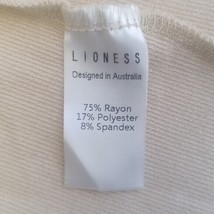 LIONESS
Designed in Australia
75% Rayon
17% Polyester
8% Spandex